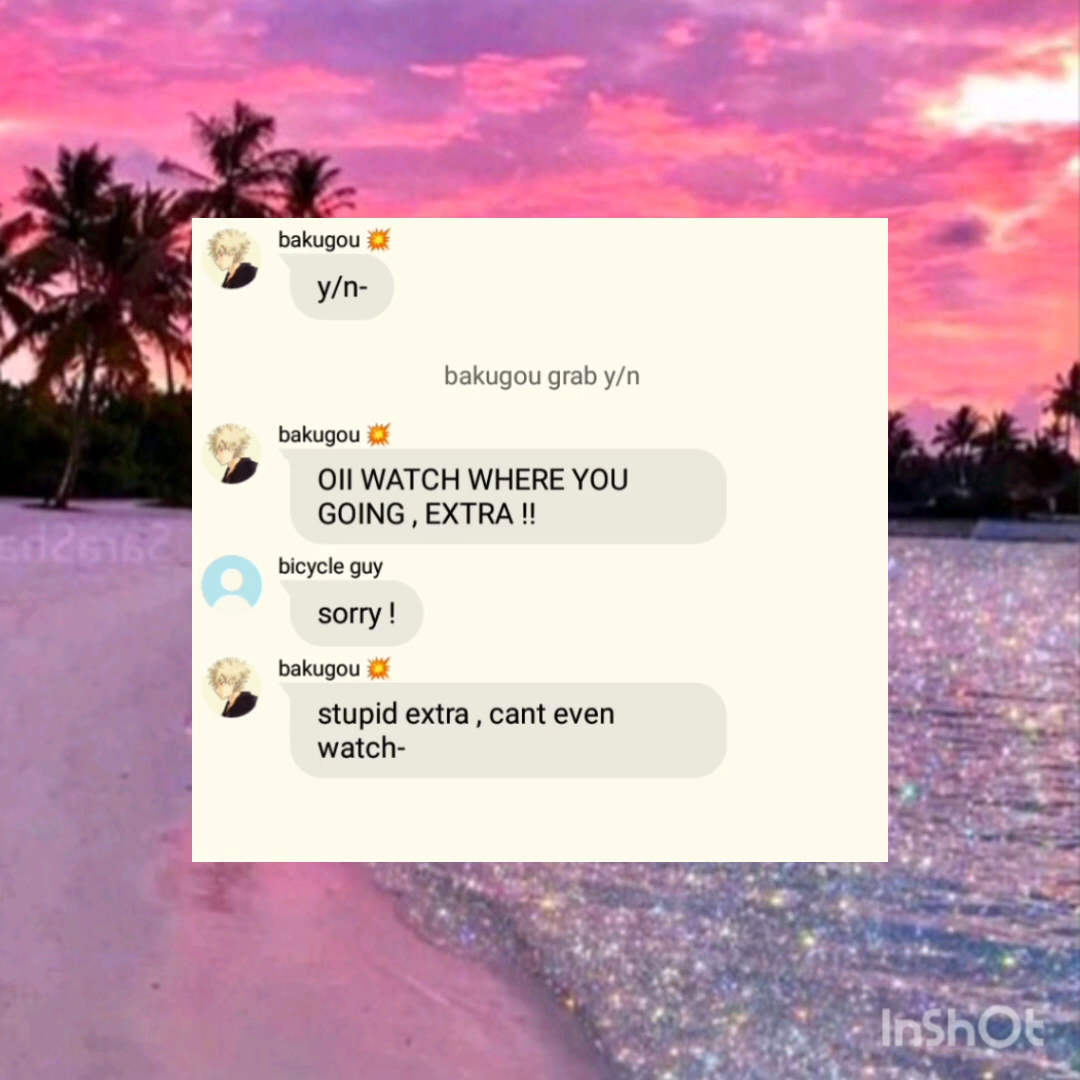 bakugou 💥
y/n-
bakugou grab y/n
bakugou 💥
OII WATCH WHERE YOU
GOING , EXTRA !!
bicycle guy
sorry !
bakugou 💥
stupid extra , cant even
watch-
InShOt